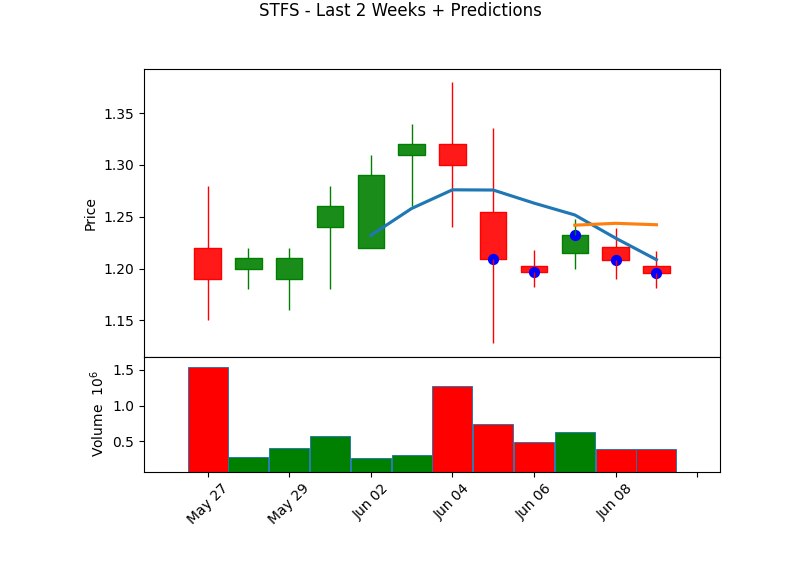 STFS - Last 2 Weeks + Predictions
Price
1.35
1.30
1.25
1.20
1.15
Volume 10^6
1.5
1.0
0.5
May 27
May 29
Jun 02
Jun 04
Jun 06
Jun 08